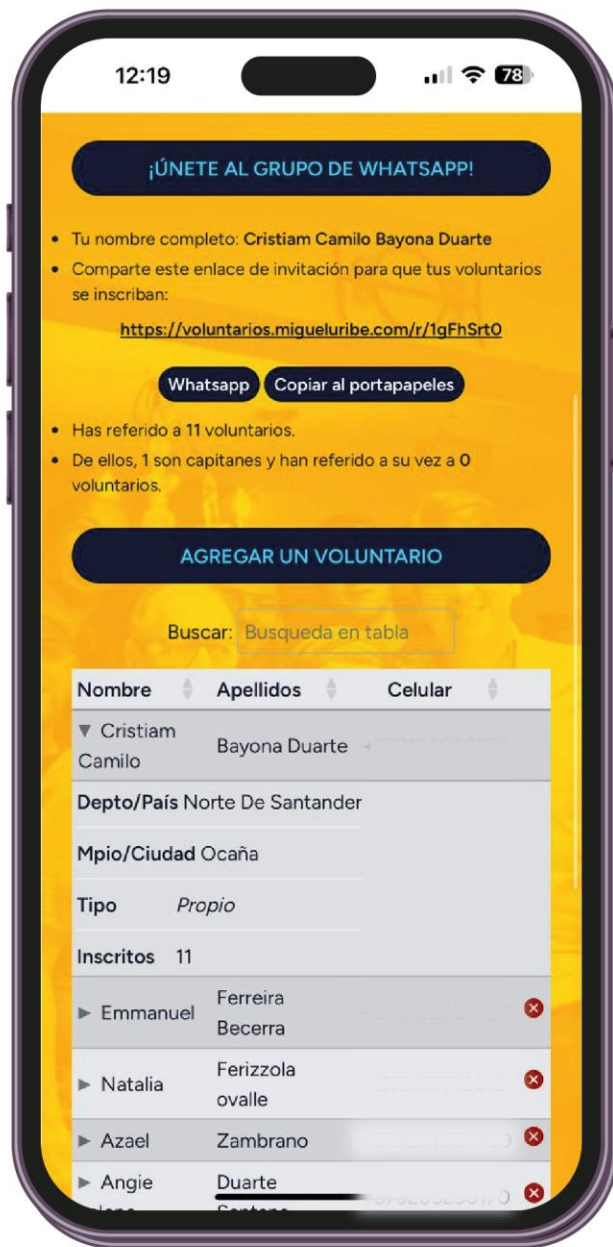 12:19 78
¡ÚNETE AL GRUPO DE WHATSAPP!
• Tu nombre completo: Cristiam Camilo Bayona Duarte
• Comparte este enlace de invitación para que tus voluntarios
se inscriban:
https://voluntarios.migueluribe.com/r/1gFhSrt0
Whatsapp Copiar al portapapeles
• Has referido a 11 voluntarios.
• De ellos, 1 son capitanes y han referido a su vez a 0
voluntarios.
AGREGAR UN VOLUNTARIO
Buscar: Busqueda en tabla
Nombre Apellidos Celular
▼ Cristiam
Camilo
Bayona Duarte
Depto/País Norte De Santander
Mpio/Ciudad Ocaña
Tipo Propio
Inscritos 11
▶ Emmanuel
Ferreira
Becerra
▶ Natalia
Ferizzola
ovalle
▶ Azael Zambrano
▶ Angie
Duarte